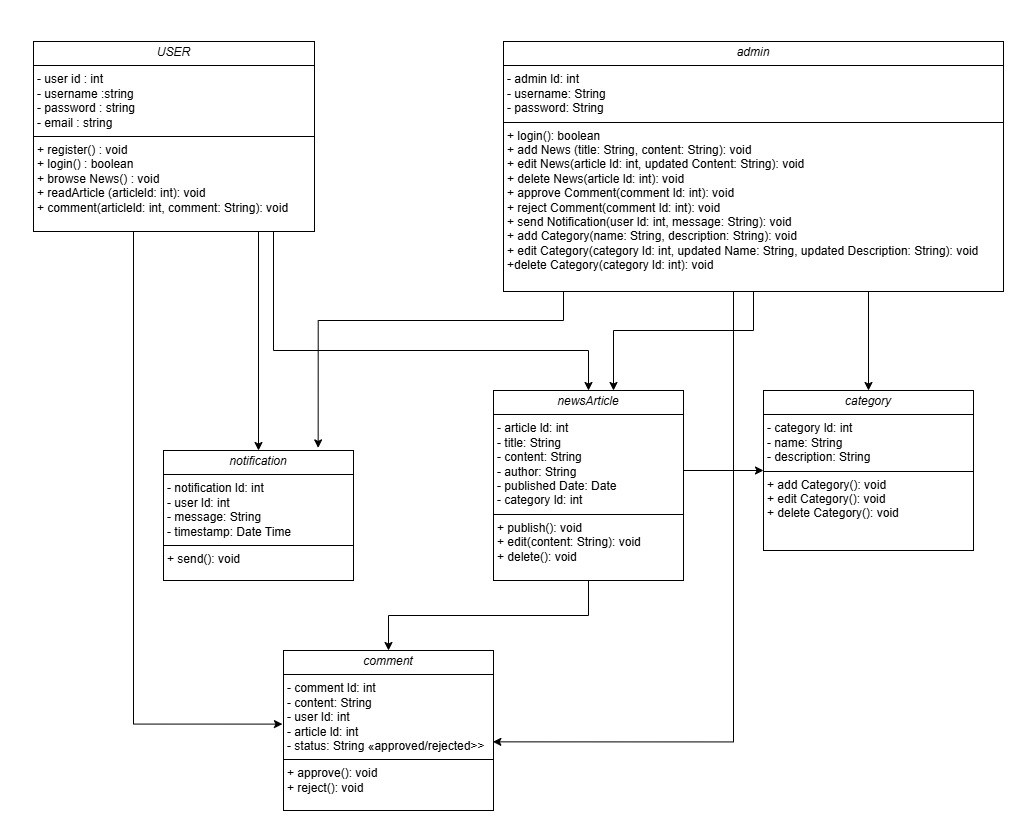 USER
- user id : int
- username :string
- password : string
- email : string
+ register() : void
+ login() : boolean
+ browse News() : void
+ readArticle (articleId: int): void
+ comment(articleId: int, comment: String): void
admin
- admin Id: int
- username: String
- password: String
+ login(): boolean
+ add News (title: String, content: String): void
+ edit News(article Id: int, updated Content: String): void
+ delete News(article Id: int): void
+ approve Comment(comment Id: int): void
+ reject Comment(comment Id: int): void
+ send Notification(user Id: int, message: String): void
+ add Category(name: String, description: String): void
+ edit Category(category Id: int, updated Name: String, updated Description: String): void
+delete Category(category Id: int): void
notification
- notification Id: int
- user Id: int
- message: String
- timestamp: Date Time
+ send(): void
newsArticle
- article Id: int
- title: String
- content: String
- author: String
- published Date: Date
- category Id: int
+ publish(): void
+ edit(content: String): void
+ delete(): void
category
- category Id: int
- name: String
- description: String
+ add Category(): void
+ edit Category(): void
+ delete Category(): void
comment
- comment Id: int
- content: String
- user Id: int
- article Id: int
- status: String «approved/rejected>>
+ approve(): void
+ reject(): void